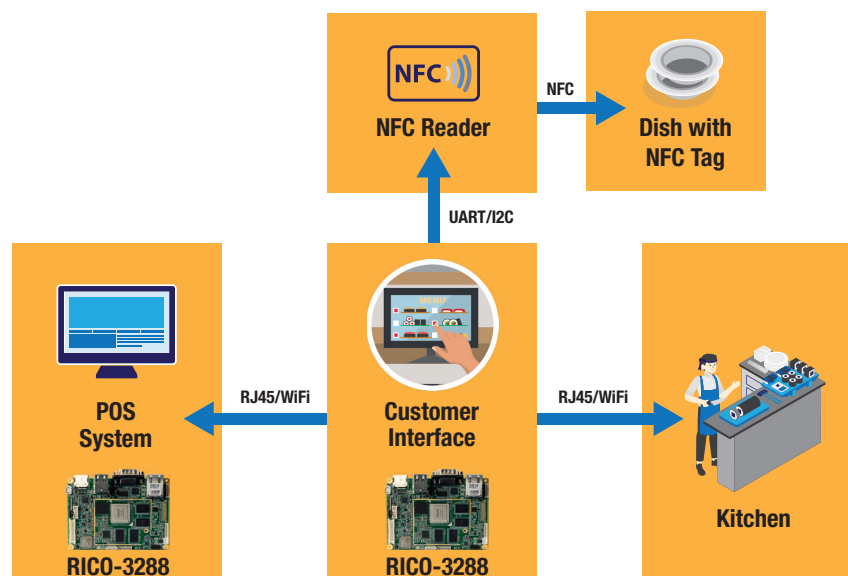 NFC
NFC Reader
NFC
Dish with
NFC Tag
UART/I2C
MENU
POS
System
RJ45/WiFi
Customer
Interface
RJ45/WiFi
Kitchen
RICO-3288
RICO-3288